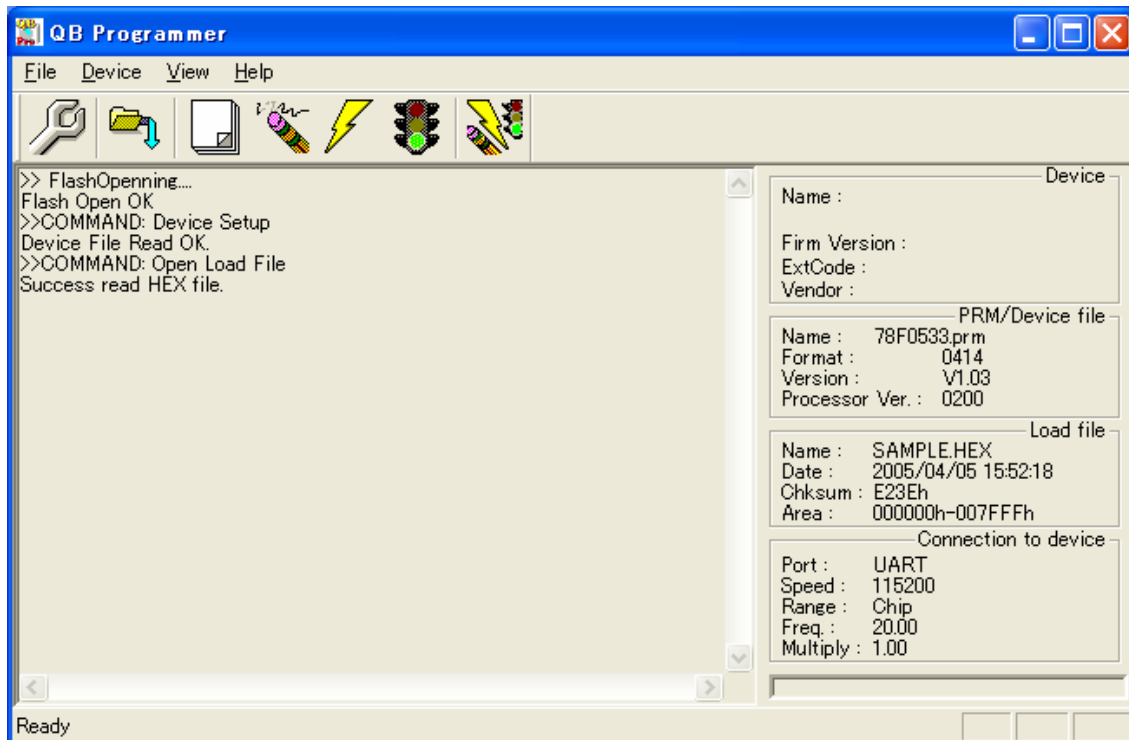 QB Programmer
File Device View Help
>> FlashOpenning....
Flash Open OK
>>COMMAND: Device Setup
Device File Read OK.
>>COMMAND: Open Load File
Success read HEX file.
Device
Name :
Firm Version :
ExtCode :
Vendor :
PRM/Device file
Name : 78F0533.prm
Format : 0414
Version : V1.03
Processor Ver. : 0200
Load file
Name : SAMPLE.HEX
Date : 2005/04/05 15:52:18
Chksum : E23Eh
Area : 000000h-007FFFh
Connection to device
Port : UART
Speed : 115200
Range : Chip
Freq. : 20.00
Multiply : 1.00
Ready